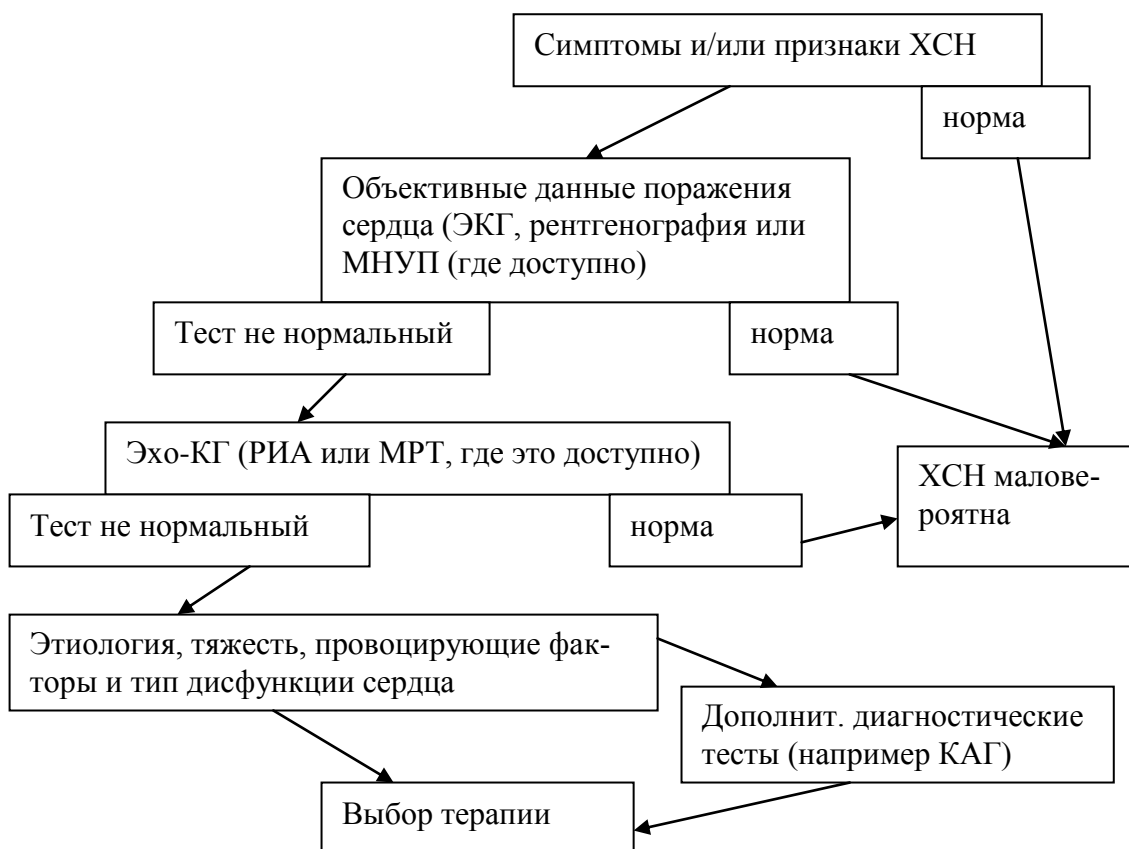 Симптомы и/или признаки ХСН
норма
Объективные данные поражения
сердца (ЭКГ, рентгенография или
МНУП (где доступно)
Тест не нормальный
норма
Эхо-КГ (РИА или МРТ, где это доступно)
ХСН малове-
роятна
Тест не нормальный
норма
Этиология, тяжесть, провоцирующие фак-
торы и тип дисфункции сердца
Дополнит. диагностические
тесты (например КАГ)
Выбор терапии